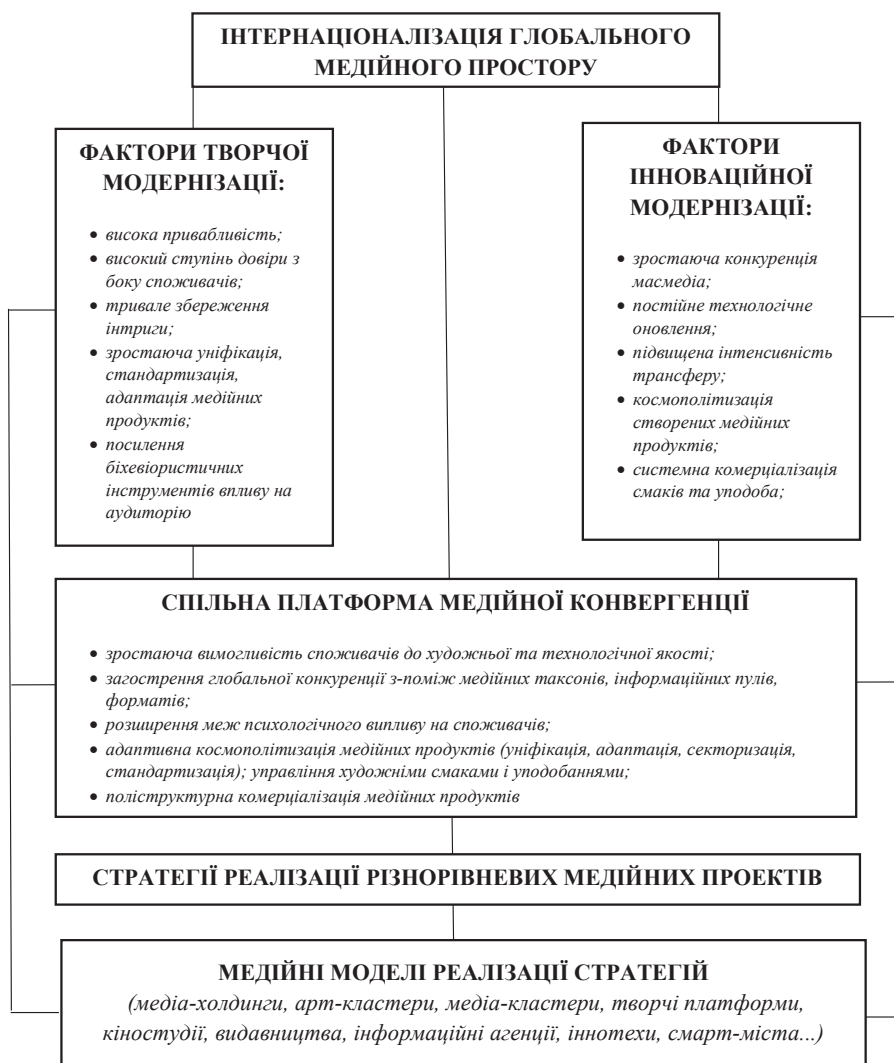 ІНТЕРНАЦІОНАЛІЗАЦІЯ ГЛОБАЛЬНОГО
МЕДІЙНОГО ПРОСТОРУ
ФАКТОРИ ТВОРЧОЇ
МОДЕРНІЗАЦІЇ:
• висока привабливість;
• високий ступінь довіри з
боку споживачів;
• тривале збереження
інтриги;
• зростаюча уніфікація,
стандартизація,
адаптація медійних
продуктів;
• посилення
біхевіористичних
інструментів впливу на
аудиторію
ФАКТОРИ
ІННОВАЦІЙНОЇ
МОДЕРНІЗАЦІЇ:
• зростаюча конкуренція
масмедіа;
• постійне технологічне
оновлення;
• підвищена інтенсивність
трансферу;
• космополітизація
створених медійних
продуктів;
• системна комерціалізація
смаків та уподоба;
СПІЛЬНА ПЛАТФОРМА МЕДІЙНОЇ КОНВЕРГЕНЦІЇ
• зростаюча вимогливість споживачів до художньої та технологічної якості;
• загострення глобальної конкуренції з-поміж медійних таксонів, інформаційних пулів,
форматів;
• розширення меж психологічного випливу на споживачів;
• адаптивна космополітизація медійних продуктів (уніфікація, адаптація, секторизація,
стандартизація); управління художніми смаками і уподобаннями;
• поліструктурна комерціалізація медійних продуктів
СТРАТЕГІЇ РЕАЛІЗАЦІЇ РІЗНОРІВНЕВИХ МЕДІЙНИХ ПРОЕКТІВ
МЕДІЙНІ МОДЕЛІ РЕАЛІЗАЦІЇ СТРАТЕГІЙ
(медіа-холдинги, арт-кластери, медіа-кластери, творчі платформи,
кіностудії, видавництва, інформаційні агенції, іннотехи, смарт-міста...)